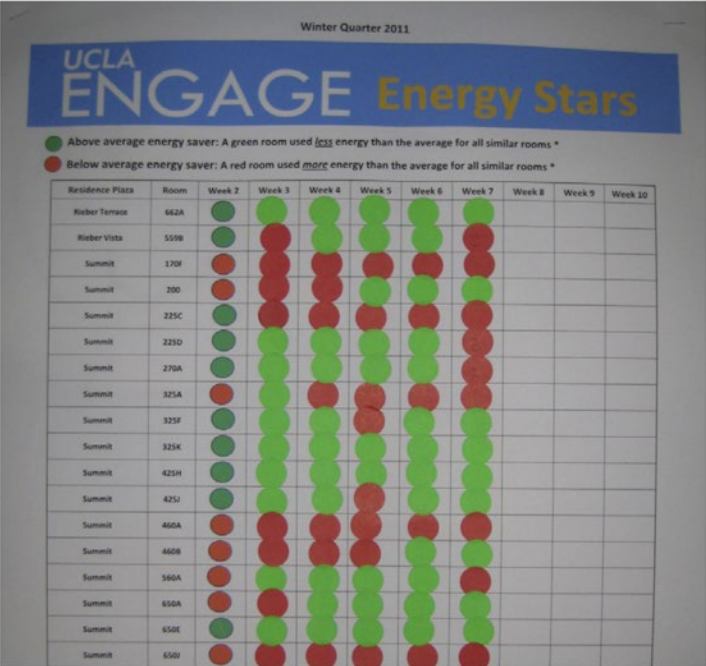 Winter Quarter 2011
UCLA
ENGAGE Energy Stars
Above average energy saver: A green room used less energy than the average for all similar rooms *
Below average energy saver: A red room used more energy than the average for all similar rooms *
Residence Plaza Room Week 2 Week 3 Week 4 Week 5 Week 6 Week 7 Week 8 Week 9 Week 10
Rieber Terrace 662A
Rieber Vista 559B
Summit 170F
Summit 200
Summit 225C
Summit 225D
Summit 270A
Summit 325A
Summit 325F
Summit 325K
Summit 425H
Summit 425J
Summit 460A
Summit 460B
Summit 560A
Summit 650A
Summit 650E
Summit 650J